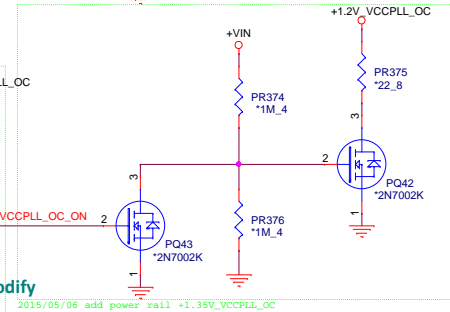 +1.2V_VCCPLL_OC
+VIN
PR375
*22_8
LL_OC
PR374
*1M_4
3
2
PQ42
*2N7002K
1
3
VCCPLL_OC_ON
2
PR376
*1M_4
PQ43
*2N7002K
1
odify
2015/05/06 add power rail +1.35V_VCCPLL_OC